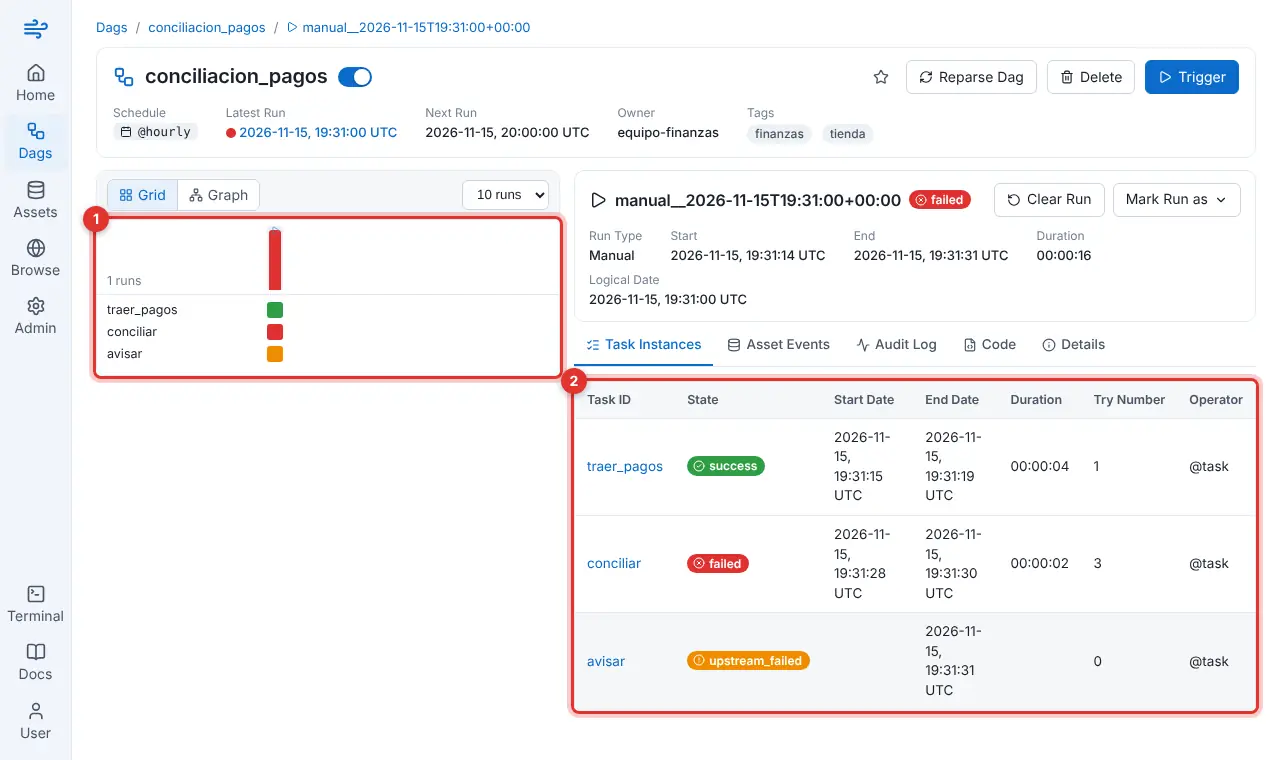 Dags / conciliacion_pagos / manual__2026-11-15T19:31:00+00:00
Home
Dags
Assets
Browse
Admin
Terminal
Docs
User
conciliacion_pagos
Reparse Dag
Delete
Trigger
Schedule
@hourly
Latest Run
2026-11-15, 19:31:00 UTC
Next Run
2026-11-15, 20:00:00 UTC
Owner
equipo-finanzas
Tags
finanzas
tienda
Grid
Graph
10 runs
1
1 runs
traer_pagos
conciliar
avisar
manual__2026-11-15T19:31:00+00:00
failed
Clear Run
Mark Run as
Run Type
Manual
Start
2026-11-15, 19:31:14 UTC
End
2026-11-15, 19:31:31 UTC
Duration
00:00:16
Logical Date
2026-11-15, 19:31:00 UTC
Task Instances
Asset Events
Audit Log
Code
Details
2
Task ID
State
Start Date
End Date
Duration
Try Number
Operator
traer_pagos
success
2026-11-
15,
19:31:15
UTC
2026-11-
15,
19:31:19
UTC
00:00:04
1
@task
conciliar
failed
2026-11-
15,
19:31:28
UTC
2026-11-
15,
19:31:30
UTC
00:00:02
3
@task
avisar
upstream_failed
2026-11-
15,
19:31:31
UTC
0
@task